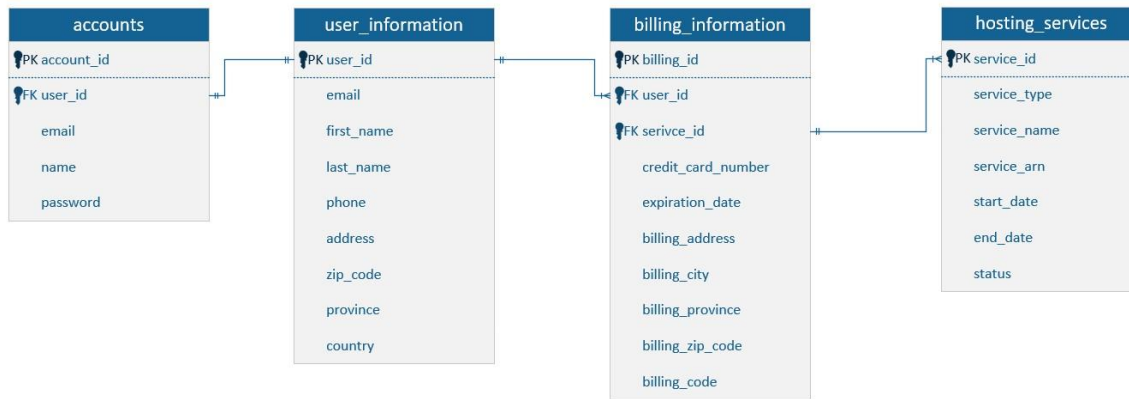 accounts
PK account_id
FK user_id
email
name
password
user_information
PK user_id
email
first_name
last_name
phone
address
zip_code
province
country
billing_information
PK billing_id
FK user_id
FK serivce_id
credit_card_number
expiration_date
billing_address
billing_city
billing_province
billing_zip_code
billing_code
hosting_services
PK service_id
service_type
service_name
service_arn
start_date
end_date
status